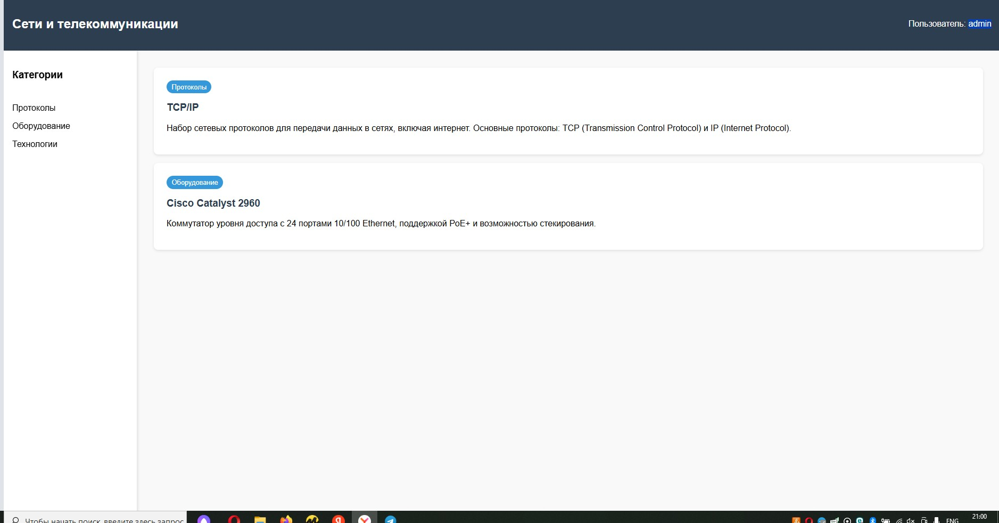 Сети и телекоммуникации
Пользователь: admin
Категории
Протоколы
Оборудование
Технологии
Протоколы
TCP/IP
Набор сетевых протоколов для передачи данных в сетях, включая интернет. Основные протоколы: TCP (Transmission Control Protocol) и IP (Internet Protocol).
Оборудование
Cisco Catalyst 2960
Коммутатор уровня доступа с 24 портами 10/100 Ethernet, поддержкой PoE+ и возможностью стекирования.
Чтобы начать поиск, введите здесь запрос
ENG
21:00